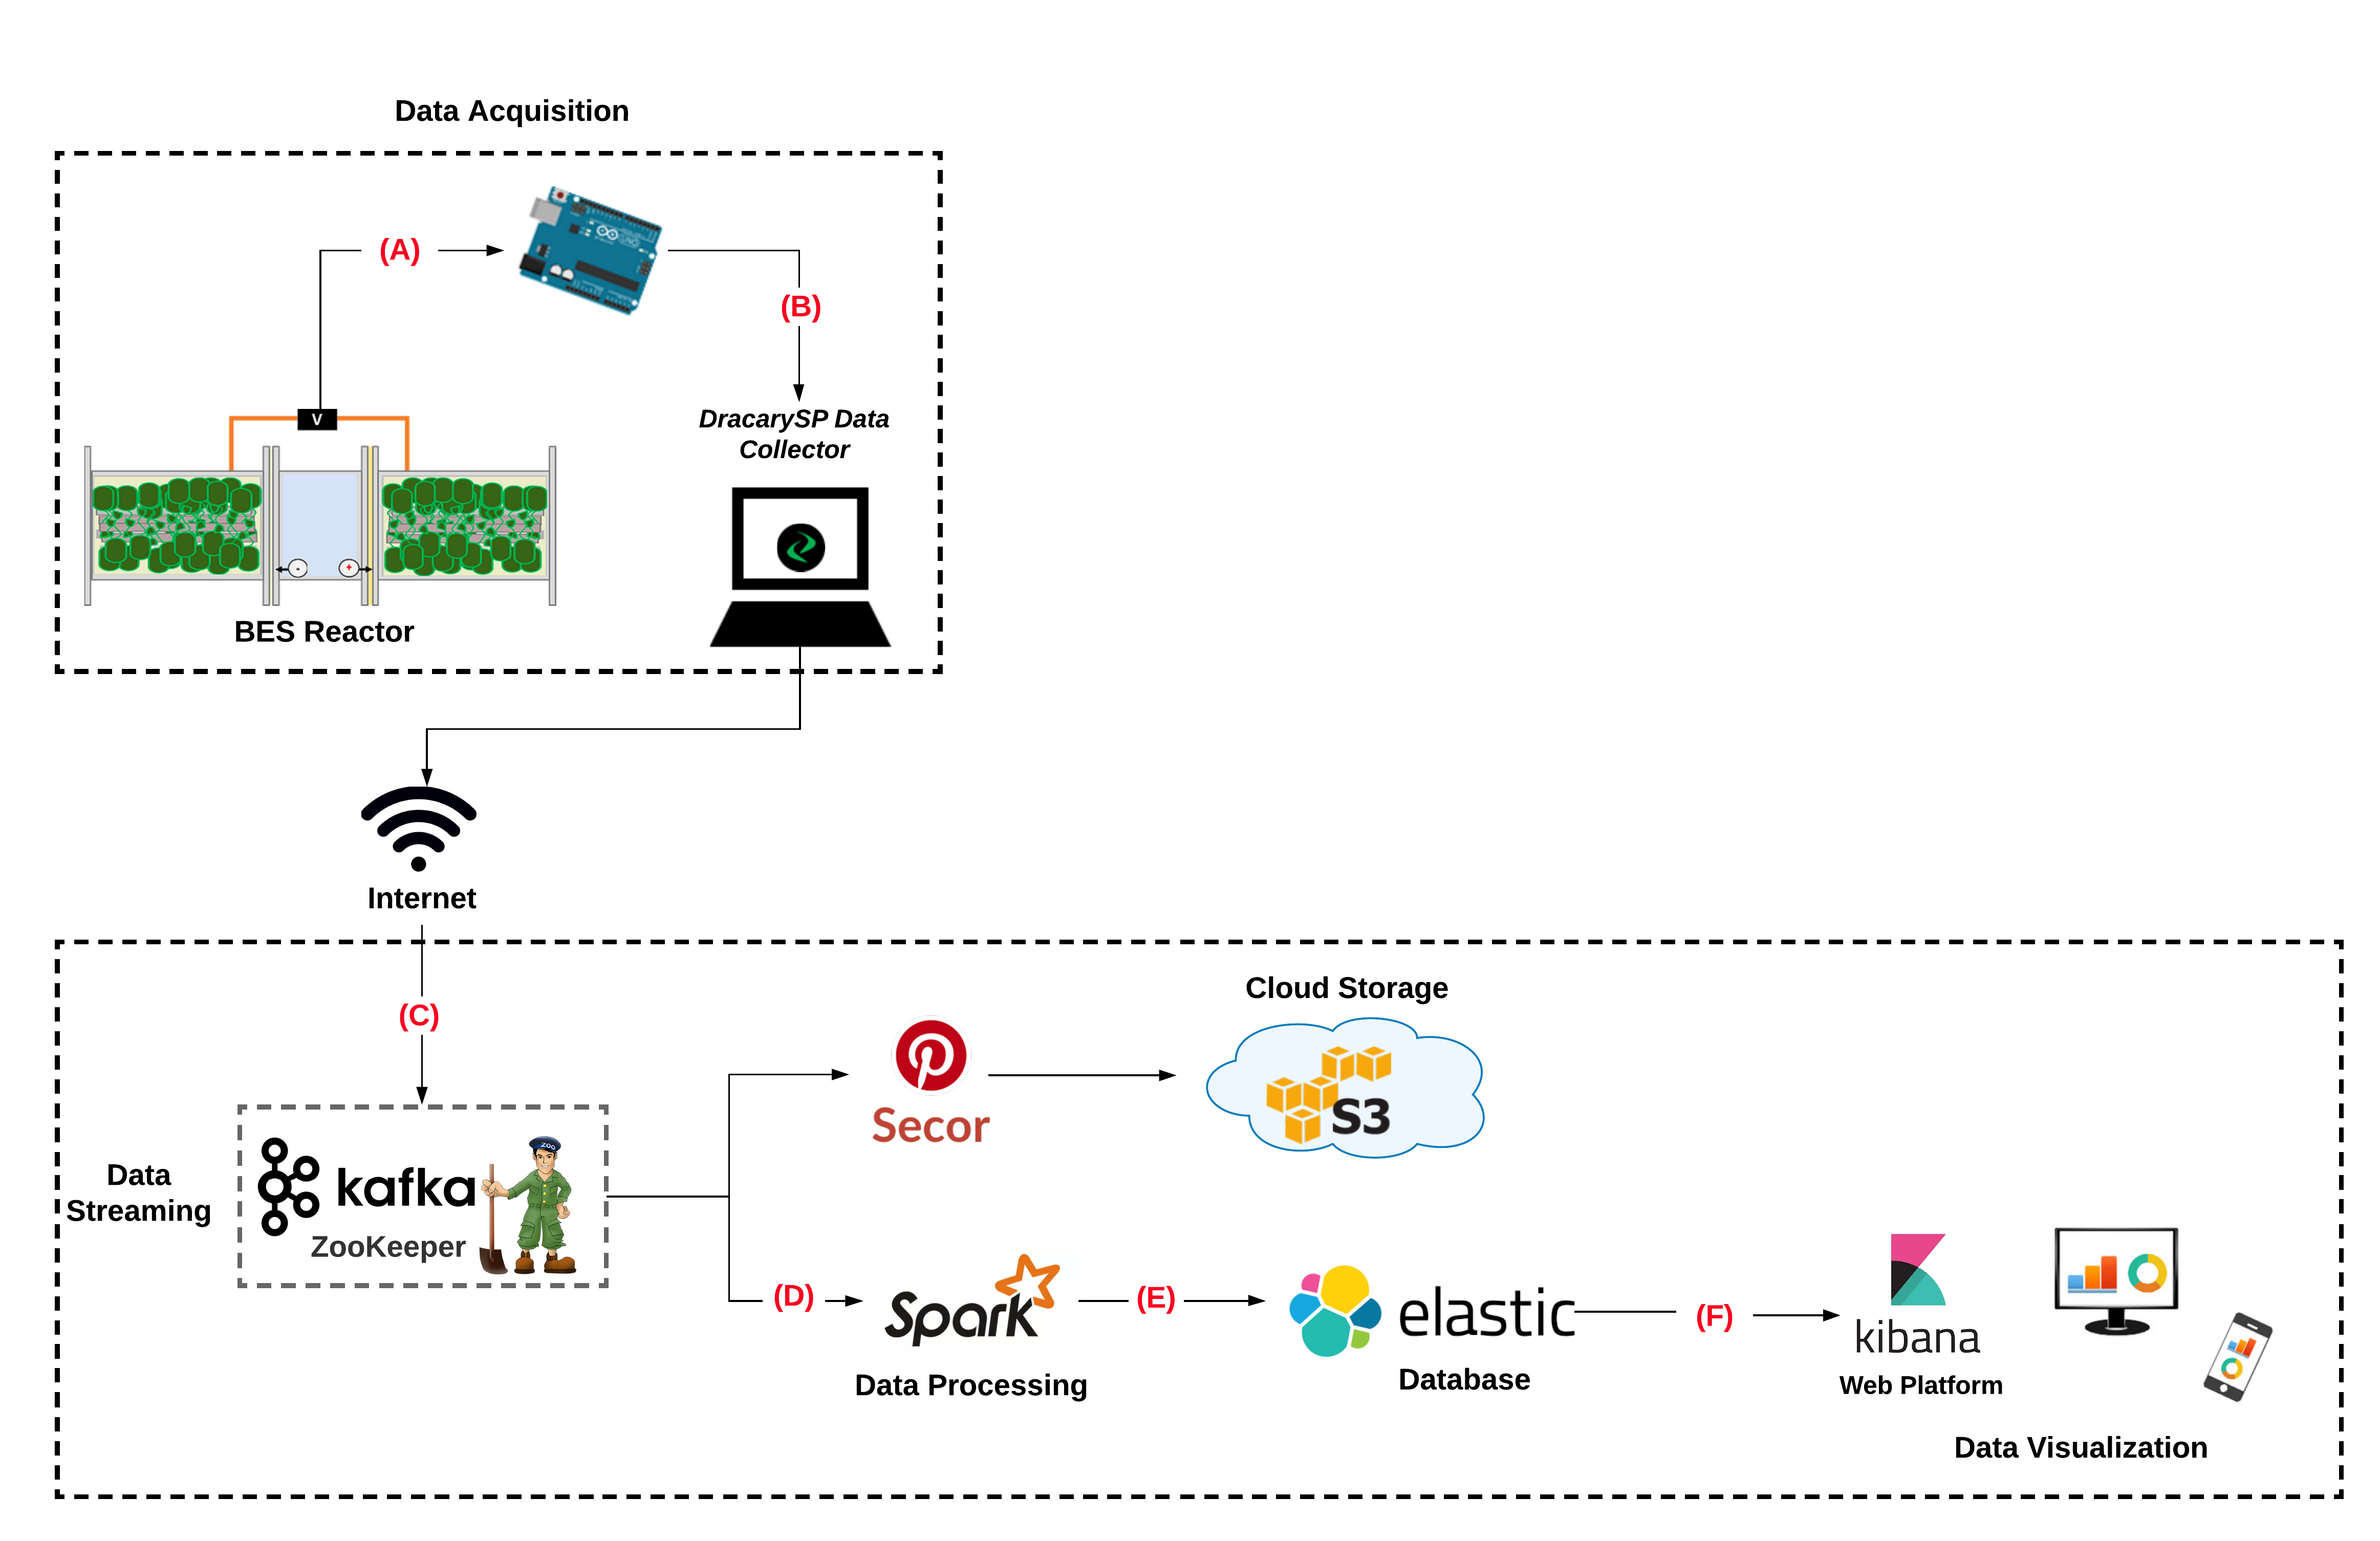 Data Acquisition
(A)
(B)
DracarySP Data
Collector
V
-
+
BES Reactor
Internet
(C)
Cloud Storage
S3
Secor
Data
Streaming
kafka
ZOO
ZooKeeper
(D)
Spark
Data Processing
(E)
elastic
Database
(F)
kibana
Web Platform
Data Visualization